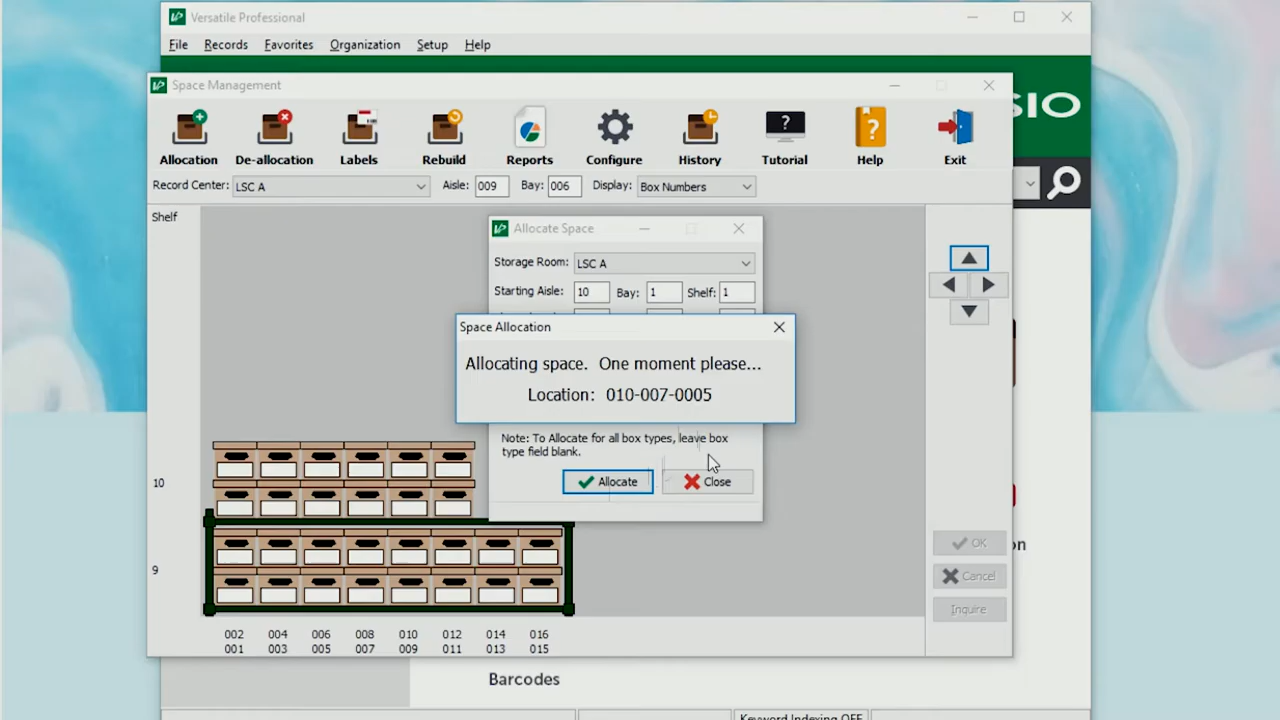 Versatile Professional
File Records Favorites Organization Setup Help
SIO
Space Management
Allocation De-allocation Labels Rebuild Reports Configure History Tutorial Help Exit
Record Center: LSC A Aisle: 009 Bay: 006 Display: Box Numbers
Shelf
Allocate Space
Storage Room: LSC A
Starting Aisle: 10 Bay: 1 Shelf: 1
Space Allocation
Allocating space. One moment please...
Location: 010-007-0005
Note: To Allocate for all box types, leave box
type field blank.
Allocate Close
10
9
OK
on
Cancel
Inquire
002 004 006 008 010 012 014 016
001 003 005 007 009 011 013 015
Barcodes
Keyword Indexing OFF